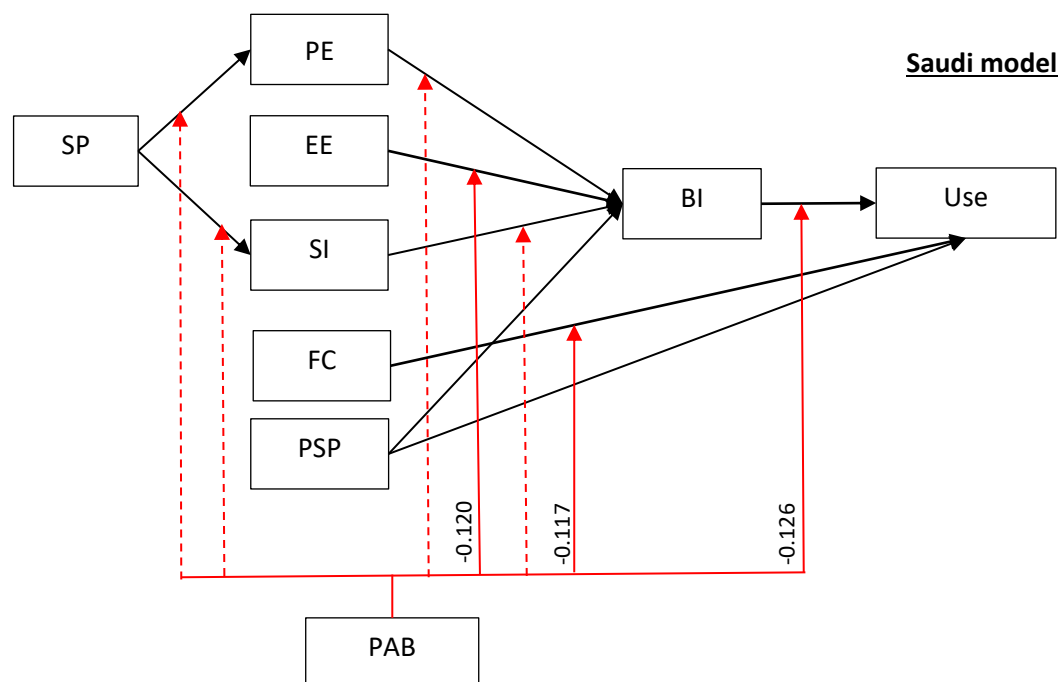 PE
Saudi model
SP
EE
BI
Use
SI
FC
PSP
-0.120
-0.117
-0.126
PAB